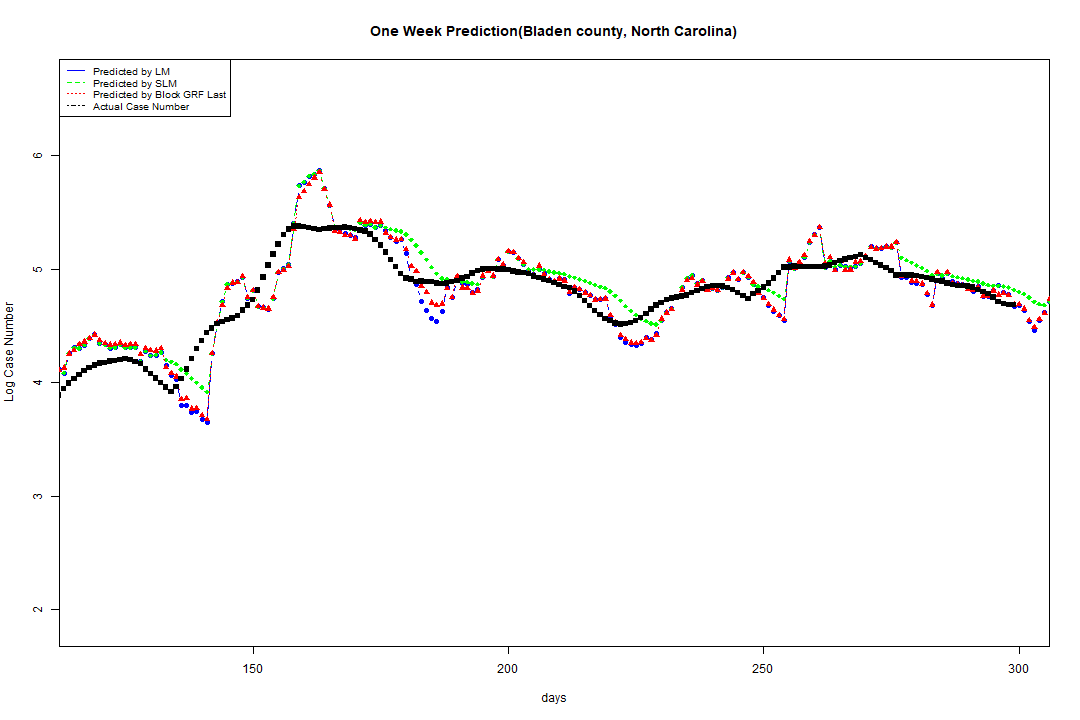 One Week Prediction(Bladen county, North Carolina)
Predicted by LM
Predicted by SLM
Predicted by Block GRF Last
Actual Case Number
6
5
4
3
2
Log Case Number
150
200
250
300
days